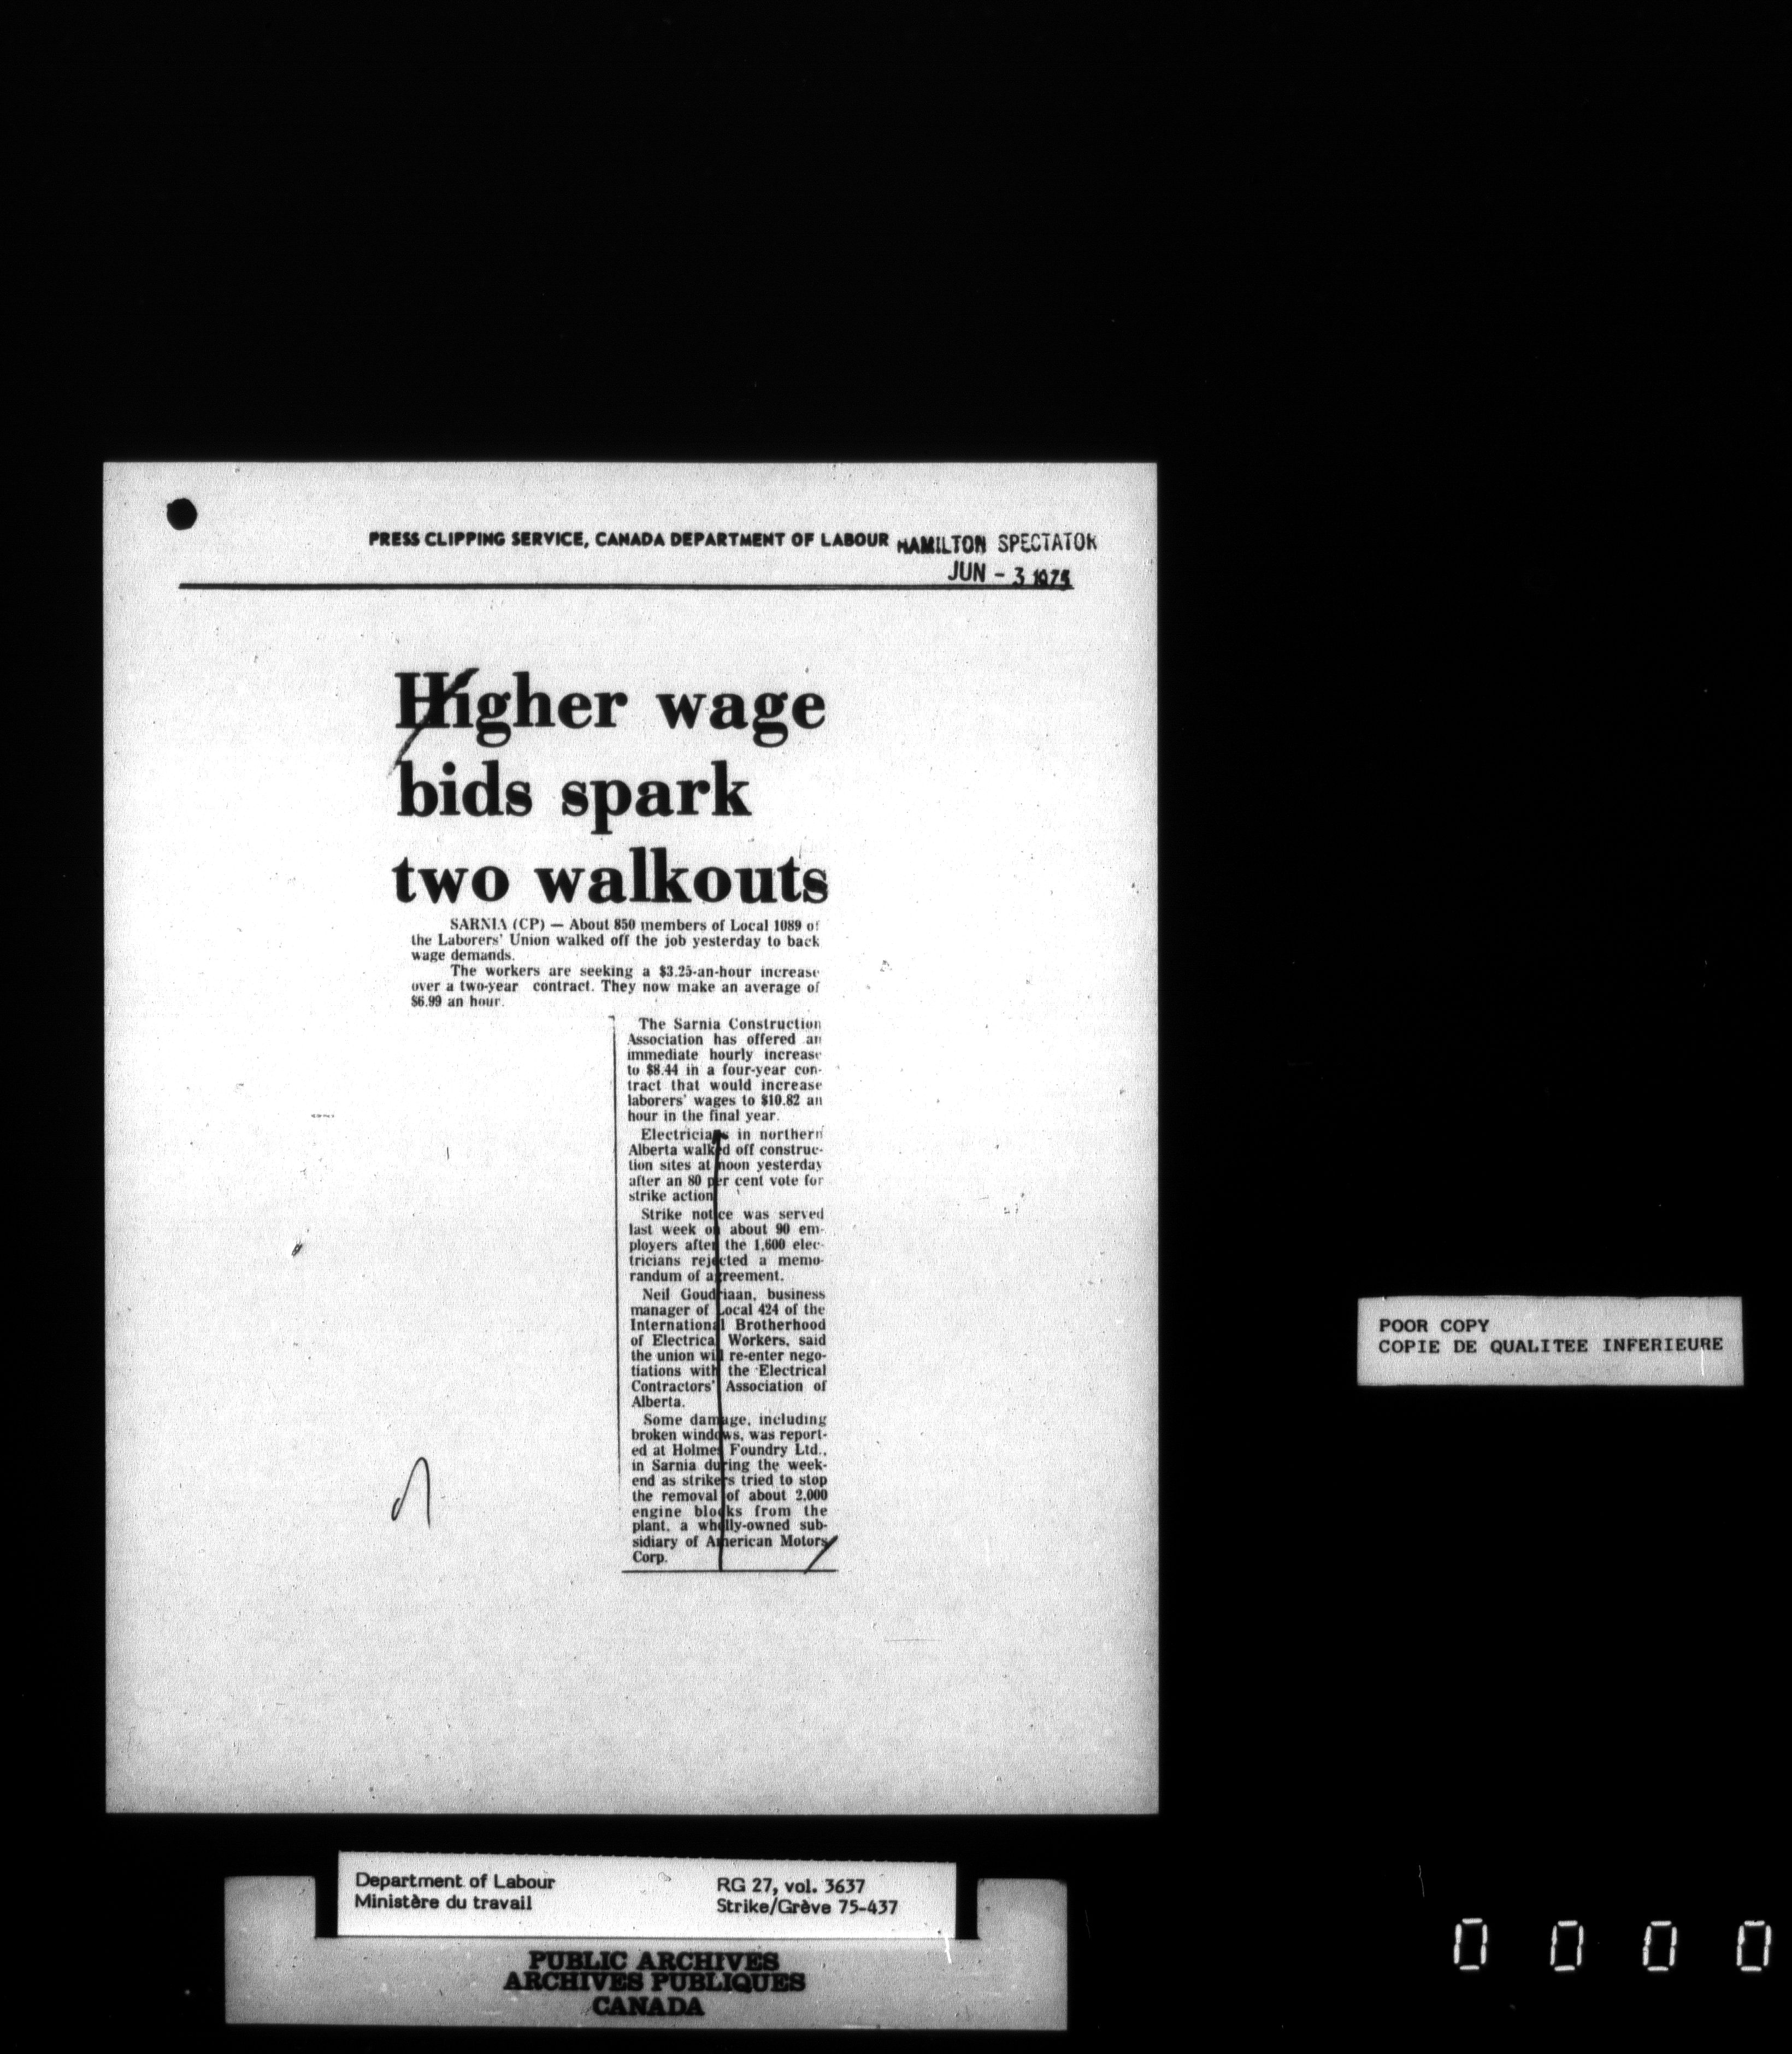 PRESS CLIPPING SERVICE, CANADA DEPARTMENT OF LABOUR HAMILTON SPECTATOR
JUN - 3 1975
Higher wage
bids spark
two walkouts
SARNIA (CP) — About 850 members of Local 1089 of
the Laborers' Union walked off the job yesterday to back
wage demands.
The workers are seeking a $3.25-an-hour increase
over a two-year contract. They now make an average of
$6.99 an hour.
The Sarnia Construction
Association has offered an
immediate hourly increase
to $8.44 in a four-year con-
tract that would increase
laborers' wages to $10.82 an
hour in the final year.
Electricians in northern
Alberta walked off construc-
tion sites at noon yesterday
after an 80 per cent vote for
strike action.
Strike notice was served
last week on about 90 em-
ployers after the 1,600 elec-
tricians rejected a memo-
randum of agreement.
Neil Goudriaan, business
manager of Local 424 of the
International Brotherhood
of Electrical Workers, said
the union will re-enter nego-
tiations with the Electrical
Contractors' Association of
Alberta.
Some damage, including
broken windows, was report-
ed at Holmes Foundry Ltd.,
in Sarnia during the week-
end as strikers tried to stop
the removal of about 2,000
engine blocks from the
plant, a wholly-owned sub-
sidiary of American Motors
Corp.
POOR COPY
COPIE DE QUALITEE INFERIEURE
Department of Labour RG 27, vol. 3637
Ministère du travail Strike/Grève 75-437
PUBLIC ARCHIVES
ARCHIVES PUBLIQUES
CANADA
0 0 0 0